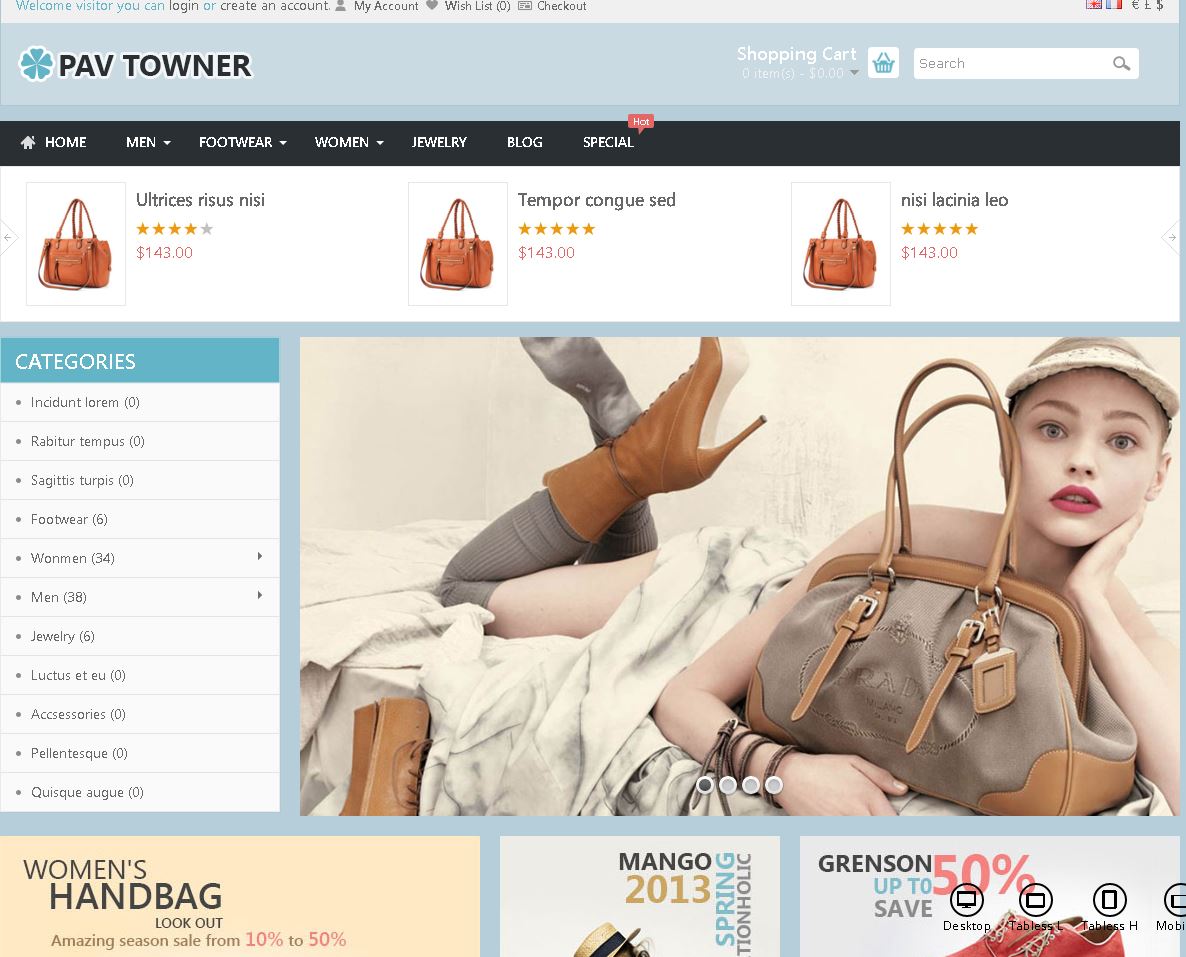 Welcome visitor you can login or create an account. My Account Wish List (0) Checkout € £ $
PAV TOWNER
Shopping Cart
0 item(s) - $0.00
Search
Hot
HOME MEN FOOTWEAR WOMEN JEWELRY BLOG SPECIAL
Ultrices risus nisi
$143.00
Tempor congue sed
$143.00
nisi lacinia leo
$143.00
CATEGORIES
Incidunt lorem (0)
Rabitur tempus (0)
Sagittis turpis (0)
Footwear (6)
Wonmen (34)
Men (38)
Jewelry (6)
Luctus et eu (0)
Accsessories (0)
Pellentesque (0)
Quisque augue (0)
PRADA
MILANO
WOMEN'S
HANDBAG
LOOK OUT
Amazing season sale from 10% to 50%
MANGO
2013
SPRING
TIONHOLIC
GRENSON
UP T0
SAVE
50%
Desktop Tabless L Tabless H Mobi